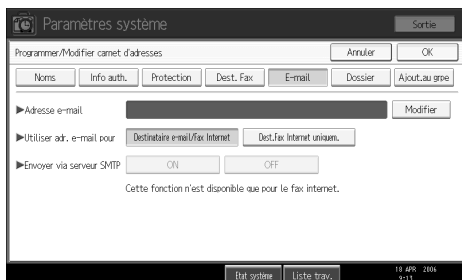 Paramètres système
Sortie
Programmer/Modifier carnet d'adresses
Annuler
OK
Noms
Info auth.
Protection
Dest. Fax
E-mail
Dossier
Ajout.au grpe
▶Adresse e-mail
Modifier
▶Utiliser adr. e-mail pour
Destinataire e-mail/Fax Internet
Dest.Fax Internet uniquem.
▶Envoyer via serveur SMTP
ON
OFF
Cette fonction n'est disponible que pour le fax internet.
Etat système
Liste trav.
18 APR 2006
9:11